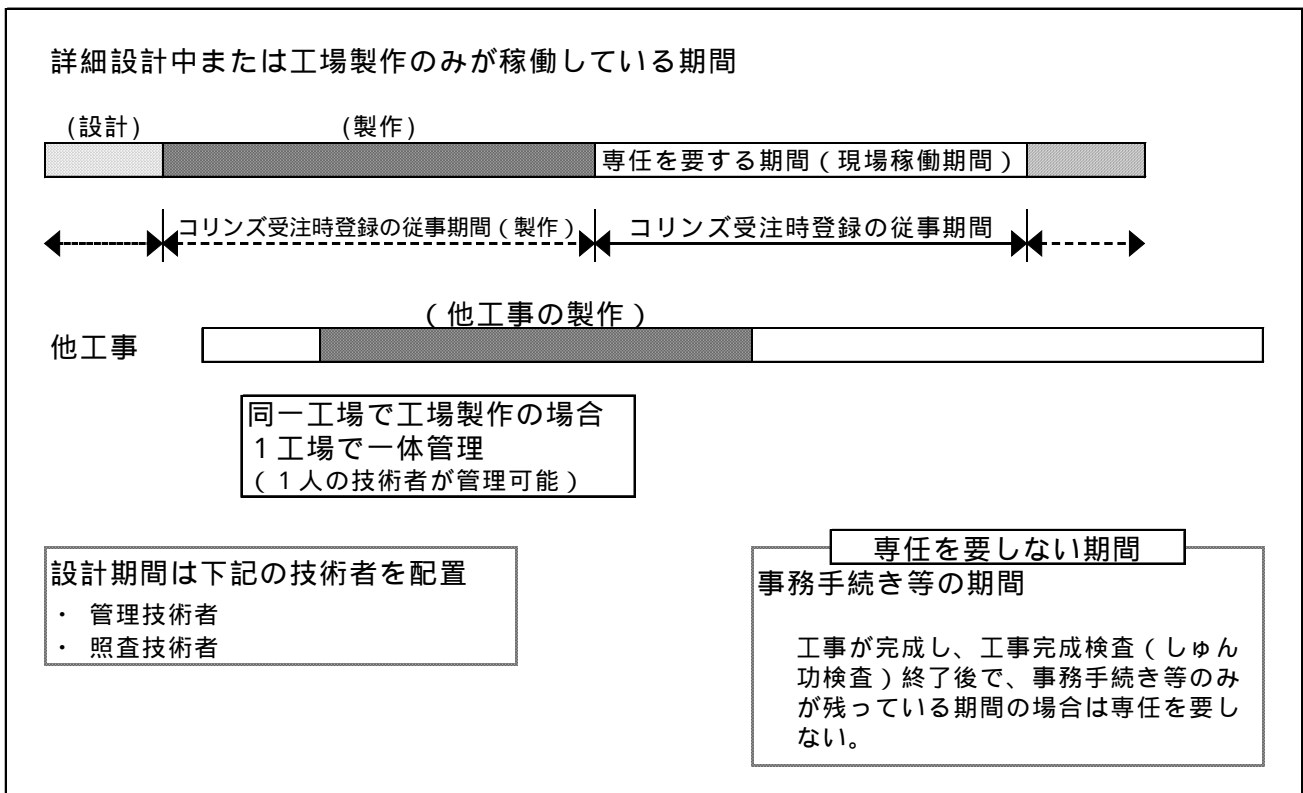 詳細設計中または工場製作のみが稼働している期間
(設計)
(製作)
専任を要する期間(現場稼働期間)
コリンズ受注時登録の従事期間(製作)
コリンズ受注時登録の従事期間
(他工事の製作)
他工事
同一工場で工場製作の場合
1工場で一体管理
(1人の技術者が管理可能)
設計期間は下記の技術者を配置
・ 管理技術者
・ 照査技術者
専任を要しない期間
事務手続き等の期間
工事が完成し、工事完成検査(しゅん
功検査)終了後で、事務手続き等のみ
が残っている期間の場合は専任を要し
ない。